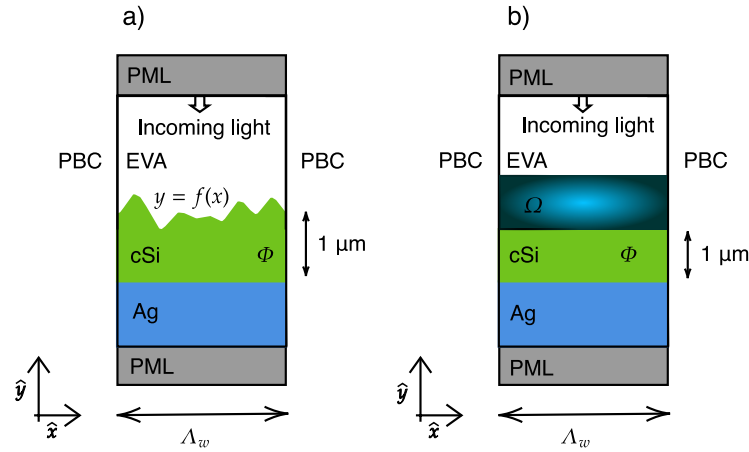 a)
PML
Incoming light
PBC EVA PBC
y = f(x)
1 μm
cSi Φ
Ag
PML
ŷ
x̂
Λw
b)
PML
Incoming light
EVA PBC
Ω
cSi Φ
1 μm
Ag
PML
ŷ
x̂
Λw